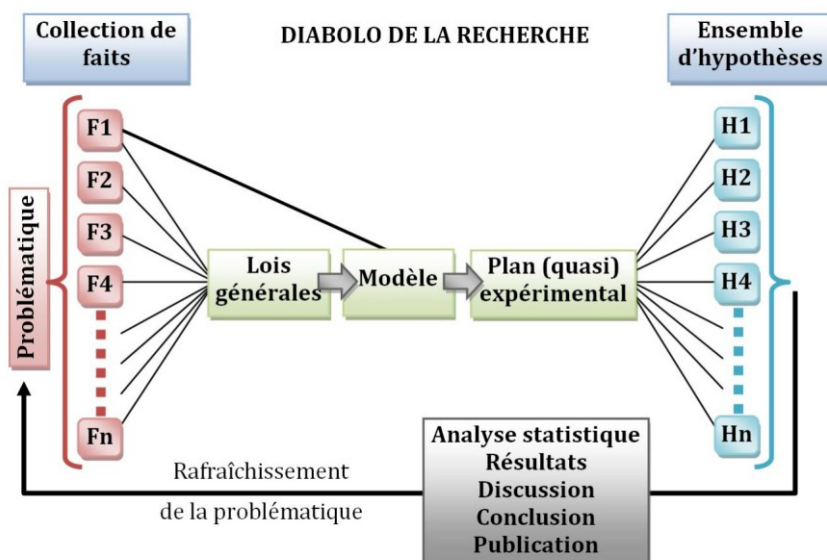 Collection de
faits
DIABOLO DE LA RECHERCHE
Ensemble
d'hypothèses
F1
F2
F3
F4
Fn
Problématique
Lois
générales
Modèle
Plan (quasi)
expérimental
H1
H2
H3
H4
Hn
Analyse statistique
Résultats
Discussion
Conclusion
Publication
Rafraîchissement
de la problématique